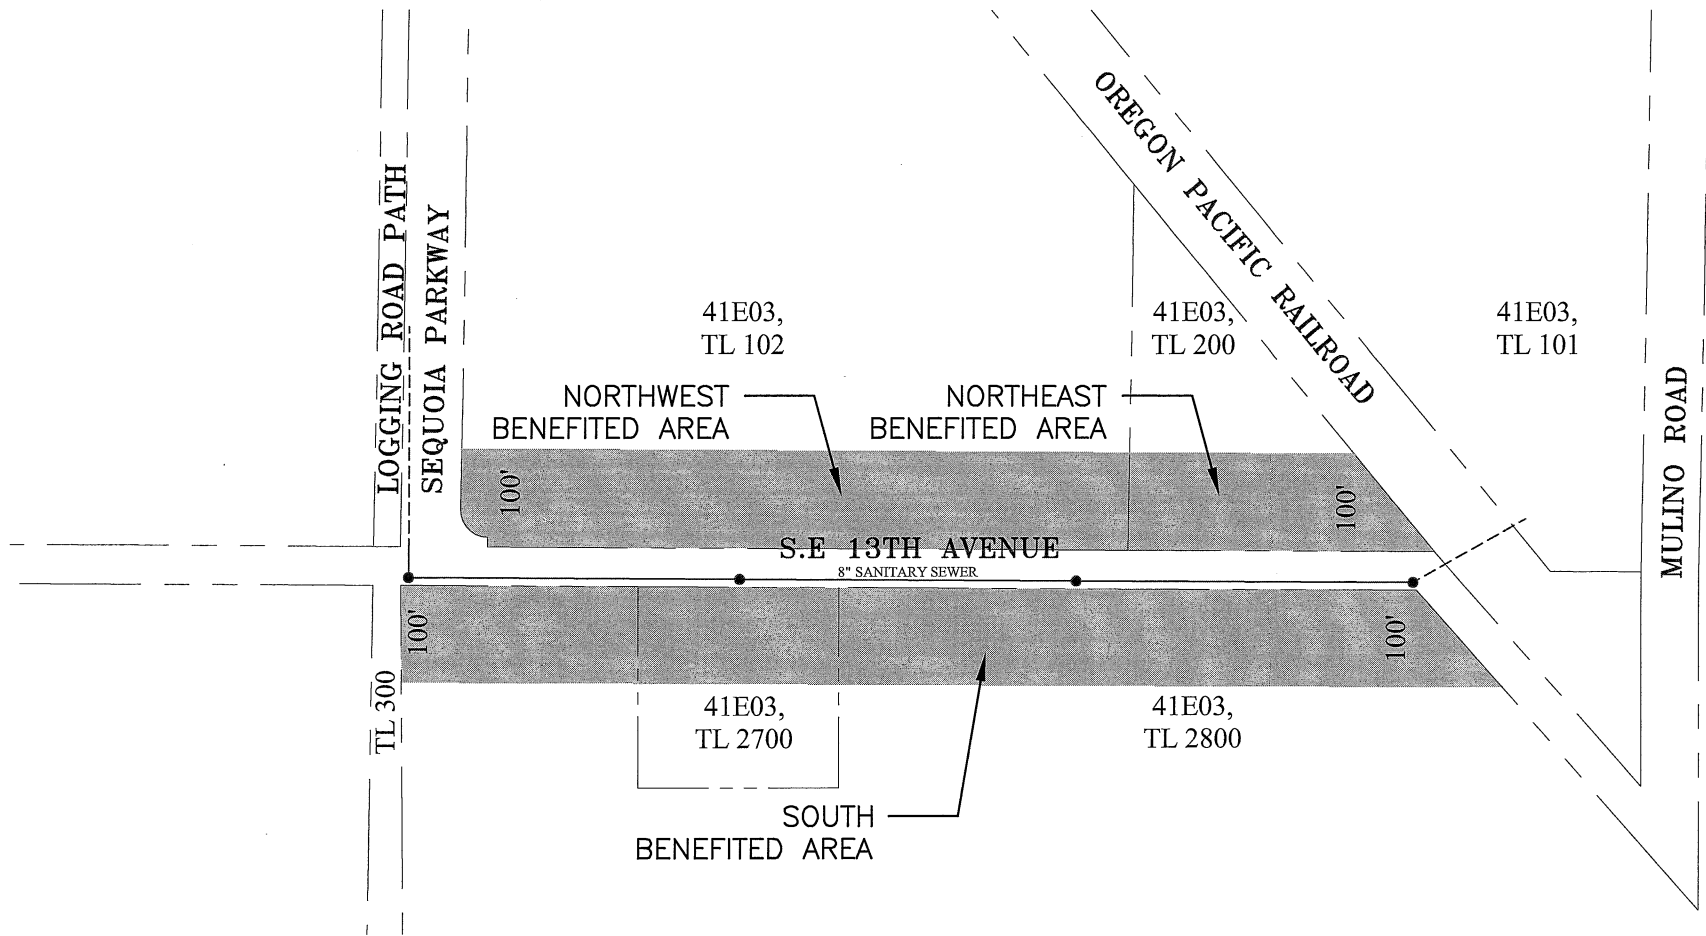 LOGGING ROAD PATH
SEQUOIA PARKWAY
OREGON PACIFIC RAILROAD
MULINO ROAD
41E03,
TL 102
41E03,
TL 200
41E03,
TL 101
NORTHWEST
BENEFITED AREA
NORTHEAST
BENEFITED AREA
100'
100'
S.E 13TH AVENUE
8" SANITARY SEWER
100'
100'
TL 300
41E03,
TL 2700
41E03,
TL 2800
SOUTH
BENEFITED AREA